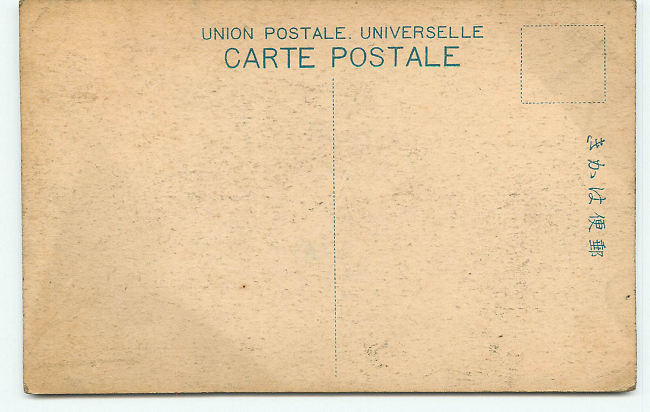 UNION POSTALE. UNIVERSELLE
CARTE POSTALE
郵便はかき